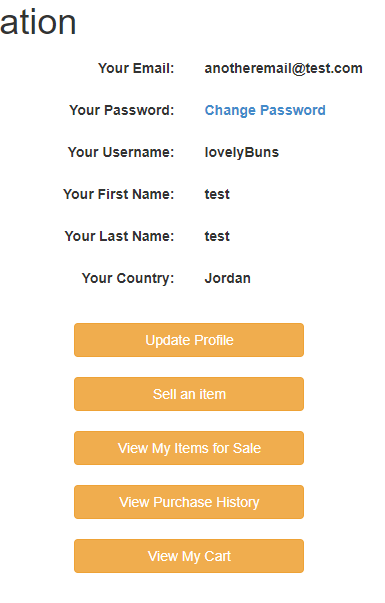 ation
Your Email: anotheremail@test.com
Your Password: Change Password
Your Username: lovelyBuns
Your First Name: test
Your Last Name: test
Your Country: Jordan
Update Profile
Sell an item
View My Items for Sale
View Purchase History
View My Cart